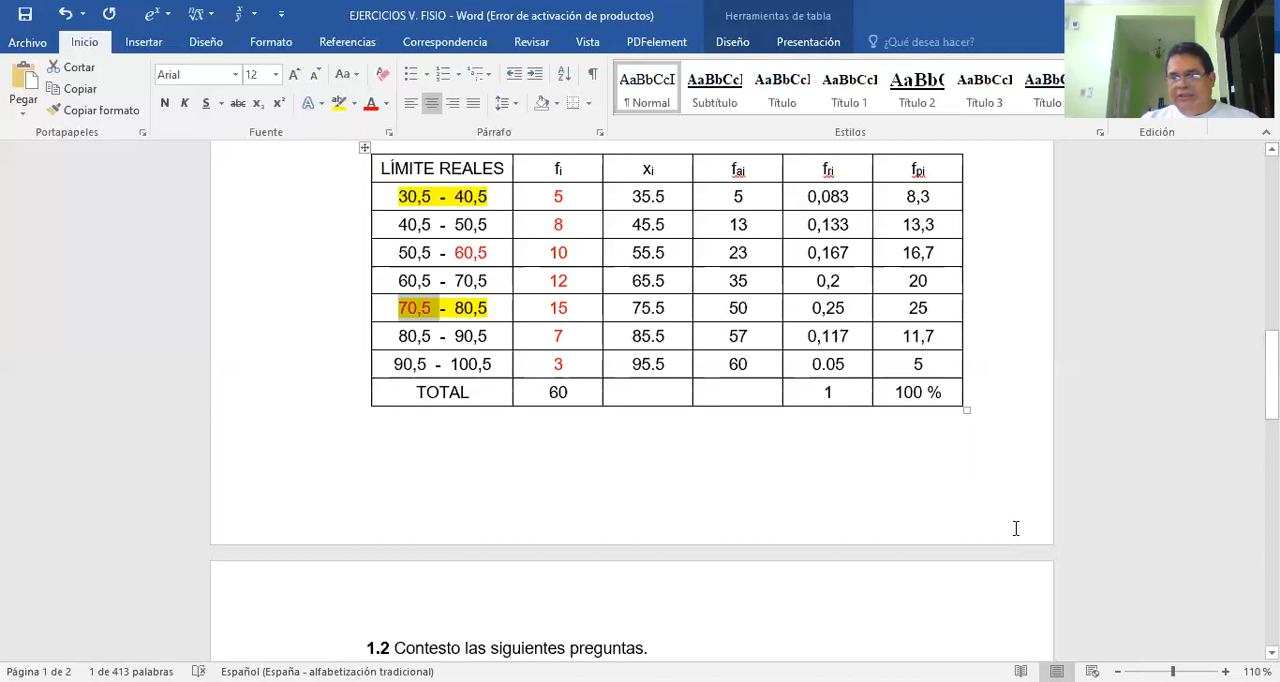 EJERCICIOS V. FISIO - Word (Error de activación de productos)
Herramientas de tabla
Archivo Inicio Insertar Diseño Formato Referencias Correspondencia Revisar Vista PDFelement Diseño Presentación ¿Qué desea hacer?
Pegar
Cortar
Copiar
Copiar formato
Arial 12 Aa
N K S abc x₂ x²
AaBbCcI AaBbCcI AaBbCcI AaBbCcI AaBb( AaBbCcI AaBbC
¶ Normal Subtítulo Título Título 1 Título 2 Título 3 Título
Portapapeles Fuente Párrafo Estilos Edición
LÍMITE REALES fi xi fai fri fpi
30,5 - 40,5 5 35.5 5 0,083 8,3
40,5 - 50,5 8 45.5 13 0,133 13,3
50,5 - 60,5 10 55.5 23 0,167 16,7
60,5 - 70,5 12 65.5 35 0,2 20
70,5 - 80,5 15 75.5 50 0,25 25
80,5 - 90,5 7 85.5 57 0,117 11,7
90,5 - 100,5 3 95.5 60 0.05 5
TOTAL 60 1 100 %
1.2 Contesto las siguientes preguntas.
Página 1 de 2 1 de 413 palabras Español (España - alfabetización tradicional) 110 %